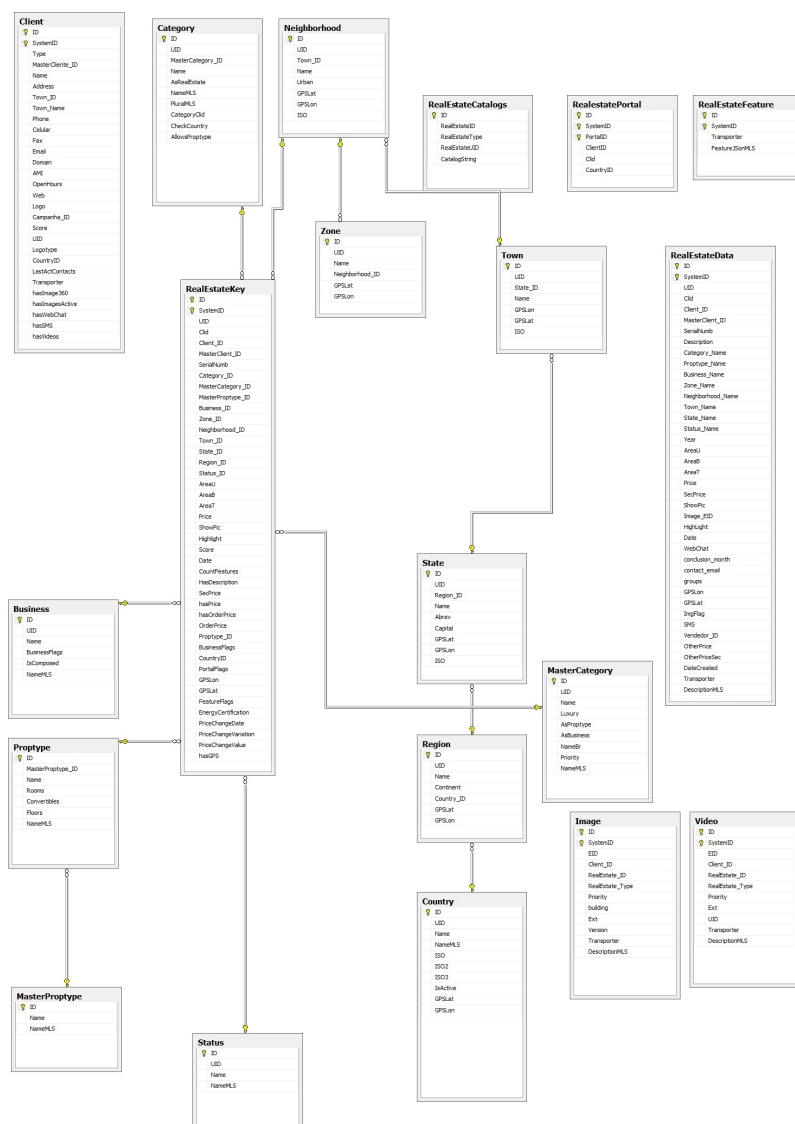 Client
ID
SystemID
Type
MasterCliente_ID
Name
Address
Town_ID
Town_Name
Phone
Celular
Fax
Email
Domain
AMI
OpenHours
Web
Logo
Campanha_ID
Score
UID
Logotype
CountryID
LastActContacts
Transporter
hasImage360
hasImagesActive
hasWebChat
hasSMS
hasVideos
Category
ID
UID
MasterCategory_ID
Name
AsRealEstate
NameMLS
PluralMLS
CategoryClid
CheckCountry
AllowsProptype
Neighborhood
ID
UID
Town_ID
Name
Urban
GPSLat
GPSLon
ISO
RealEstateCatalogs
ID
RealEstateID
RealEstateType
RealEstateUID
CatalogString
RealestatePortal
ID
SystemID
PortalID
ClientID
Clid
CountryID
RealEstateFeature
ID
SystemID
Transporter
FeatureJSonMLS
Zone
ID
UID
Name
Neighborhood_ID
GPSLat
GPSLon
Town
ID
UID
State_ID
Name
GPSLon
GPSLat
ISO
RealEstateData
ID
SystemID
UID
Clid
Client_ID
MasterClient_ID
SerialNumb
Description
Category_Name
Proptype_Name
Business_Name
Zone_Name
Neighborhood_Name
Town_Name
State_Name
Status_Name
Year
AreaU
AreaB
AreaT
Price
SecPrice
ShowPic
Image_EID
HighLight
Date
WebChat
conclusion_month
contact_email
groups
GPSLon
GPSLat
ImgFlag
SMS
Vendedor_ID
OtherPrice
OtherPriceSec
DateCreated
Transporter
DescriptionMLS
RealEstateKey
ID
SystemID
UID
Clid
Client_ID
MasterClient_ID
SerialNumb
Category_ID
MasterCategory_ID
MasterProptype_ID
Business_ID
Zone_ID
Neighborhood_ID
Town_ID
State_ID
Region_ID
Status_ID
AreaU
AreaB
AreaT
Price
ShowPic
Highlight
Score
Date
CountFeatures
HasDescription
SecPrice
hasPrice
hasOrderPrice
OrderPrice
Proptype_ID
BusinessFlags
CountryID
PortalFlags
GPSLon
GPSLat
FeatureFlags
EnergyCertification
PriceChangeDate
PriceChangeVariation
PriceChangeValue
hasGPS
State
ID
UID
Region_ID
Name
Abrev
Capital
GPSLat
GPSLon
ISO
Business
ID
UID
Name
BusinessFlags
IsComposed
NameMLS
MasterCategory
ID
UID
Name
Luxury
AsProptype
AsBusiness
NameBr
Priority
NameMLS
Proptype
ID
MasterProptype_ID
Name
Rooms
Convertibles
Floors
NameMLS
Region
ID
UID
Name
Continent
Country_ID
GPSLat
GPSLon
Image
ID
SystemID
EID
Client_ID
RealEstate_ID
RealEstate_Type
Priority
building
Ext
Version
Transporter
DescriptionMLS
Video
ID
SystemID
EID
Client_ID
RealEstate_ID
RealEstate_Type
Priority
Ext
UID
Transporter
DescriptionMLS
Country
ID
UID
Name
NameMLS
ISO
ISO2
ISO3
IsActive
GPSLat
GPSLon
MasterProptype
ID
Name
NameMLS
Status
ID
UID
Name
NameMLS